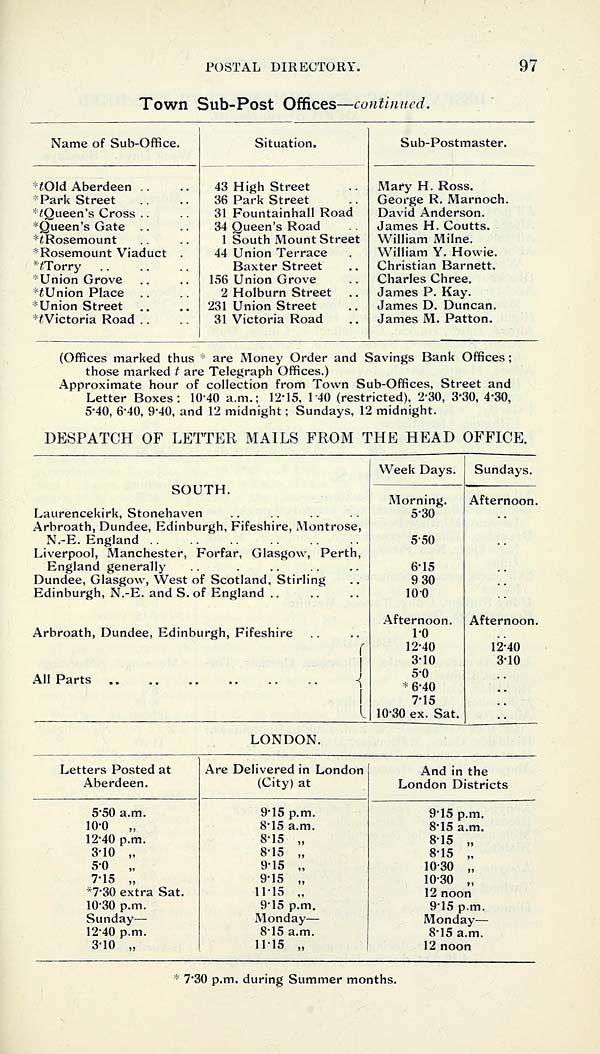 POSTAL DIRECTORY. 97
Town Sub-Post Offices—continued.
Name of Sub-Office. Situation. Sub-Postmaster.
*tOld Aberdeen .. .. 43 High Street .. Mary H. Ross.
*Park Street .. .. 36 Park Street .. George R. Marnoch.
*tQueen's Cross .. .. 31 Fountainhall Road David Anderson.
*Queen's Gate .. .. 34 Queen's Road .. James H. Coutts.
*tRosemount .. .. 1 South Mount Street William Milne.
*Rosemount Viaduct . 44 Union Terrace . William Y. Howie.
*tTorry .. .. .. Baxter Street .. Christian Barnett.
*Union Grove .. .. 156 Union Grove .. Charles Chree.
*tUnion Place .. .. 2 Holburn Street .. James P. Kay.
*Union Street .. .. 231 Union Street .. James D. Duncan.
*tVictoria Road .. .. 31 Victoria Road .. James M. Patton.
(Offices marked thus * are Money Order and Savings Bank Offices;
those marked t are Telegraph Offices.)
Approximate hour of collection from Town Sub-Offices, Street and
Letter Boxes: 10·40 a.m.; 12·15, 1·40 (restricted), 2·30, 3·30, 4·30,
5·40, 6·40, 9·40, and 12 midnight; Sundays, 12 midnight.
DESPATCH OF LETTER MAILS FROM THE HEAD OFFICE.
Week Days. Sundays.
SOUTH.
Morning. Afternoon.
Laurencekirk, Stonehaven .. .. .. .. 5·30 ..
Arbroath, Dundee, Edinburgh, Fifeshire, Montrose,
N.-E. England .. .. .. .. .. .. 5·50 ..
Liverpool, Manchester, Forfar, Glasgow, Perth,
England generally .. . .. .. .. 6·15 ..
Dundee, Glasgow, West of Scotland, Stirling .. 9 30 ..
Edinburgh, N.-E. and S. of England .. .. .. 10·0 ..
Afternoon. Afternoon.
Arbroath, Dundee, Edinburgh, Fifeshire .. .. 1·0 ..
12·40 12·40
3·10 3·10
All Parts .. .. .. .. .. .. 5·0 ..
*6·40 ..
7·15 ..
10·30 ex. Sat. ..
LONDON.
Letters Posted at Are Delivered in London And in the
Aberdeen. (City) at London Districts
5·50 a.m. 9·15 p.m. 9·15 p.m.
10·0 „ 8·15 a.m. 8·15 a.m.
12·40 p.m. 8·15 „ 8·15 „
3·10 „ 8·15 „ 8·15 „
5·0 „ 9·15 „ 10·30 „
7·15 „ 9·15 „ 10·30 „
*7·30 extra Sat. 11·15 „ 12 noon
10·30 p.m. 9·15 p.m. 9·15 p.m.
Sunday— Monday— Monday—
12·40 p.m. 8·15 a.m. 8·15 a.m.
3·10 „ 11·15 „ 12 noon
* 7·30 p.m. during Summer months.